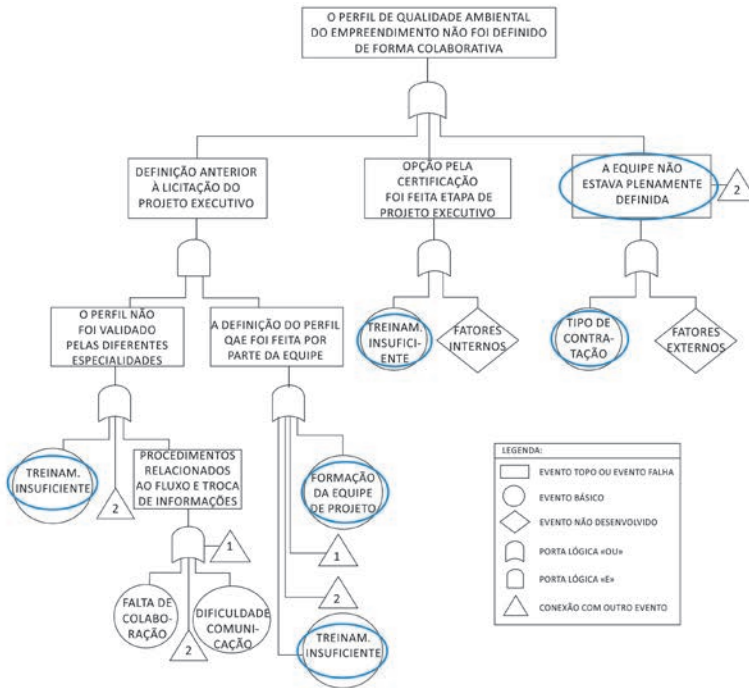 O PERFIL DE QUALIDADE AMBIENTAL
DO EMPREENDIMENTO NÃO FOI DEFINIDO
DE FORMA COLABORATIVA
DEFINIÇÃO ANTERIOR
À LICITAÇÃO DO
PROJETO EXECUTIVO
OPÇÃO PELA
CERTIFICAÇÃO
FOI FEITA ETAPA DE
PROJETO EXECUTIVO
A EQUIPE NÃO
ESTAVA PLENAMENTE
DEFINIDA
2
O PERFIL NÃO
FOI VALIDADO
PELAS DIFERENTES
ESPECIALIDADES
A DEFINIÇÃO DO PERFIL
QAE FOI FEITA POR
PARTE DA EQUIPE
TREINAM.
INSUFICI-
ENTE
FATORES
INTERNOS
TIPO DE
CONTRA-
TAÇÃO
FATORES
EXTERNOS
TREINAM.
INSUFICIENTE
2
PROCEDIMENTOS
RELACIONADOS
AO FLUXO E TROCA
DE INFORMAÇÕES
1
FALTA DE
COLABO-
RAÇÃO
2
DIFICULDADE
COMUNI-
CAÇÃO
FORMAÇÃO
DA EQUIPE
DE PROJETO
1
2
TREINAM.
INSUFICIENTE
LEGENDA:
EVENTO TOPO OU EVENTO FALHA
EVENTO BÁSICO
EVENTO NÃO DESENVOLVIDO
PORTA LÓGICA «OU»
PORTA LÓGICA «E»
CONEXÃO COM OUTRO EVENTO